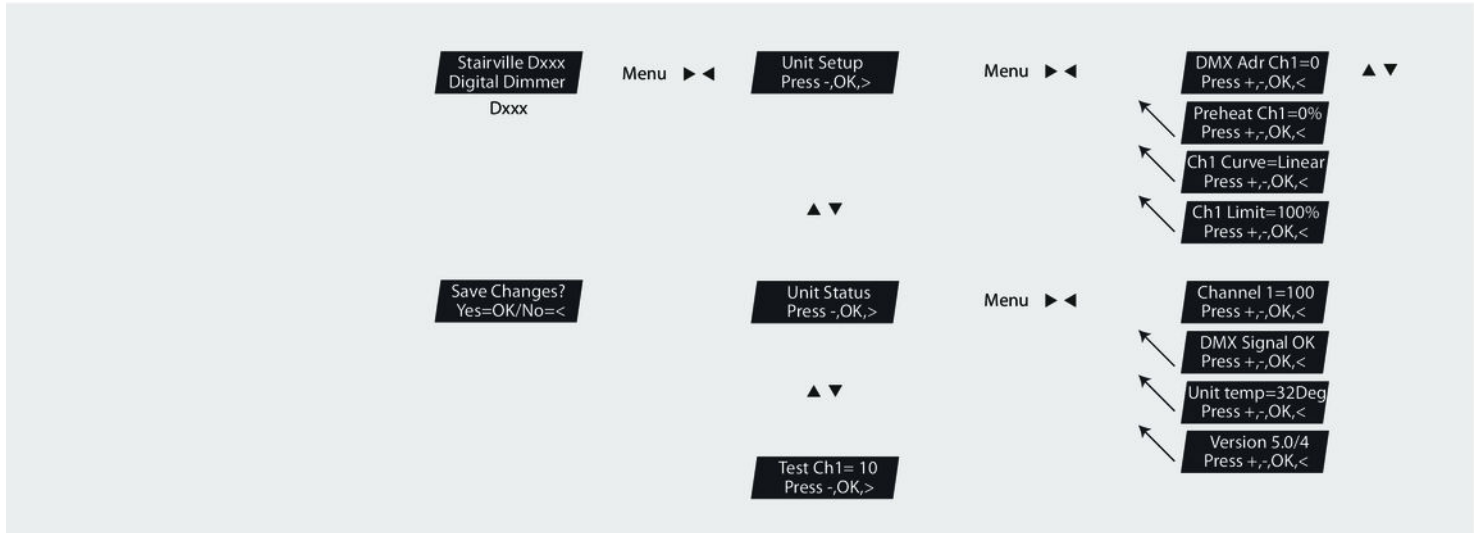 Stairville Dxxx
Digital Dimmer
Dxxx
Menu ▶ ◀
Unit Setup
Press -,OK,>
Menu ▶ ◀
DMX Adr Ch1=0
Press +,-,OK,<
▲ ▼
Preheat Ch1=0%
Press +,-,OK,<
Ch1 Curve=Linear
Press +,-,OK,<
Ch1 Limit=100%
Press +,-,OK,<
▲ ▼
Save Changes?
Yes=OK/No=<
Unit Status
Press -,OK,>
Menu ▶ ◀
Channel 1=100
Press +,-,OK,<
DMX Signal OK
Press +,-,OK,<
Unit temp=32Deg
Press +,-,OK,<
Version 5.0/4
Press +,-,OK,<
▲ ▼
Test Ch1= 10
Press -,OK,>